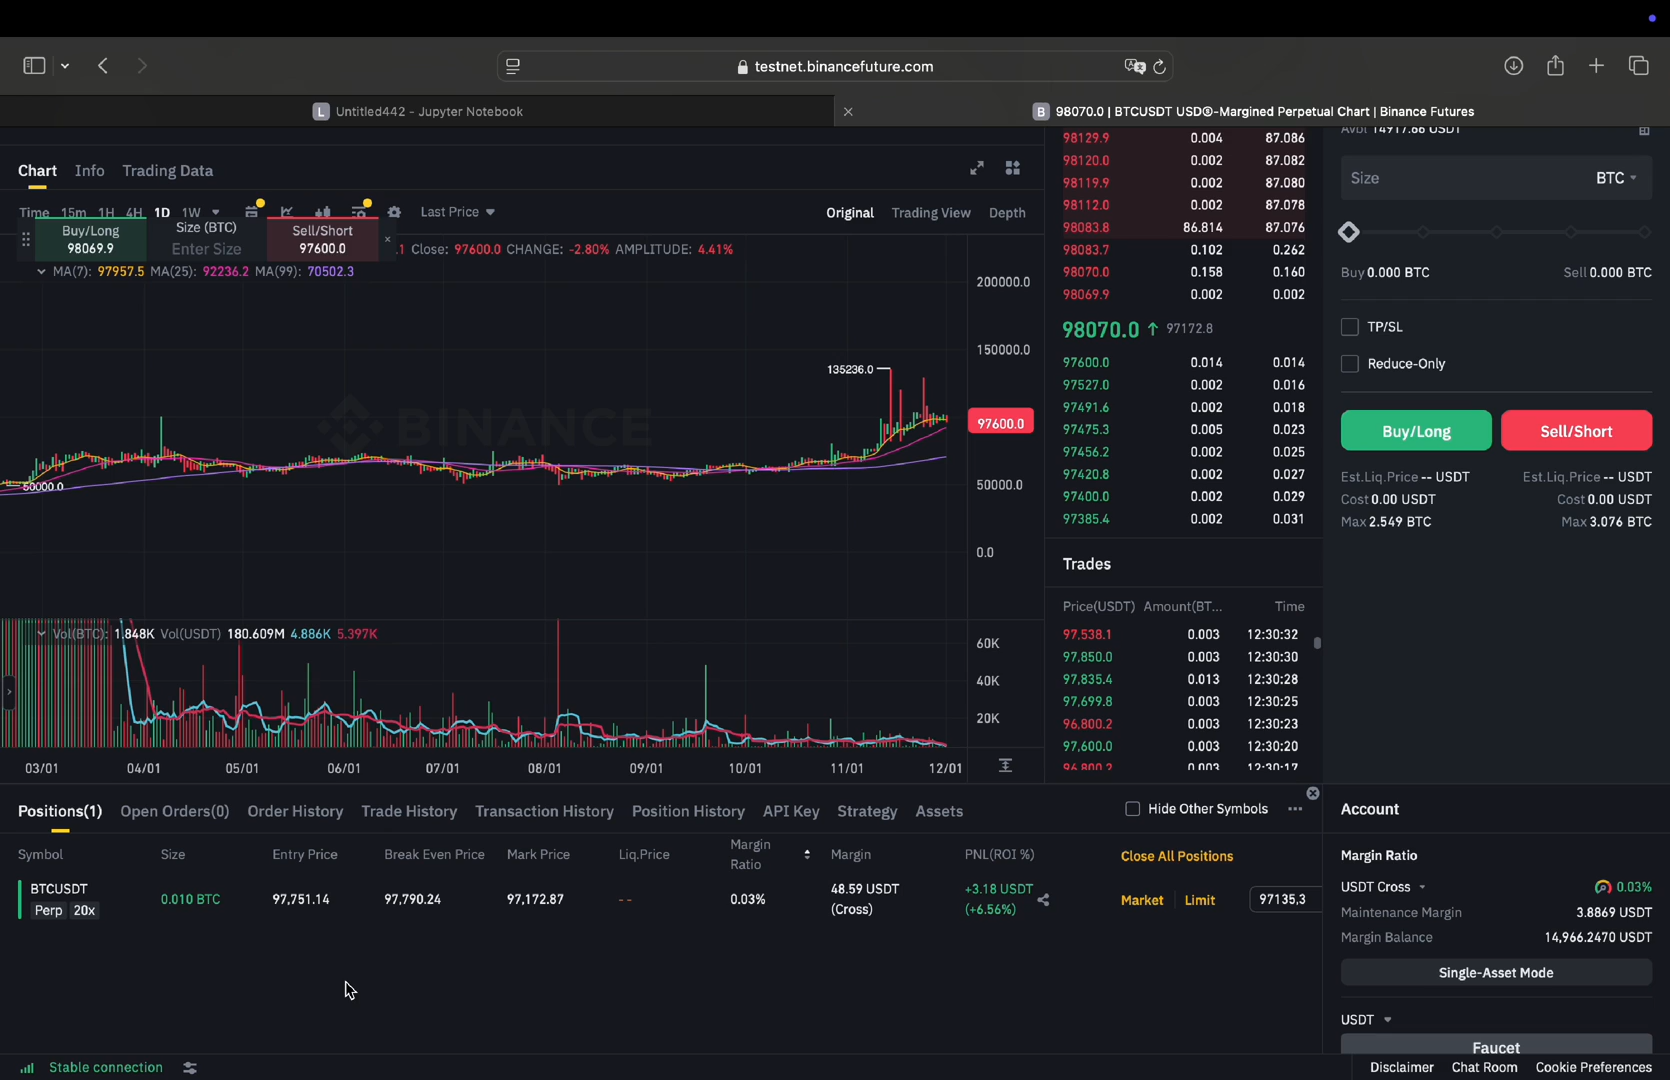 testnet.binancefuture.com
L Untitled442 - Jupyter Notebook
B 98070.0 | BTCUSDT USD®-Margined Perpetual Chart | Binance Futures
Chart Info Trading Data
Time 15m 1H 4H 1D 1W Last Price Original Trading View Depth
Buy/Long Size (BTC) Sell/Short
98069.9 Enter Size 97600.0
.1 Close: 97600.0 CHANGE: -2.80% AMPLITUDE: 4.41%
MA(7): 97957.5 MA(25): 92236.2 MA(99): 70502.3
200000.0
150000.0
135236.0
BINANCE
97600.0
50000.0
50000.0
0.0
Vol(BTC): 1.848K Vol(USDT) 180.609M 4.886K 5.397K
60K
40K
20K
03/01 04/01 05/01 06/01 07/01 08/01 09/01 10/01 11/01 12/01
98129.9 0.004 87.086
98120.0 0.002 87.082
98119.9 0.002 87.080
98112.0 0.002 87.078
98083.8 86.814 87.076
98083.7 0.102 0.262
98070.0 0.158 0.160
98069.9 0.002 0.002
98070.0 ↑ 97172.8
97600.0 0.014 0.014
97527.0 0.002 0.016
97491.6 0.002 0.018
97475.3 0.005 0.023
97456.2 0.002 0.025
97420.8 0.002 0.027
97400.0 0.002 0.029
97385.4 0.002 0.031
Trades
Price(USDT) Amount(BT... Time
97,538.1 0.003 12:30:32
97,850.0 0.003 12:30:30
97,835.4 0.013 12:30:28
97,699.8 0.003 12:30:25
96,800.2 0.003 12:30:23
97,600.0 0.003 12:30:20
96,800.2 0.003 12:30:17
Avbl 14917.66 USDT
Size BTC
Buy 0.000 BTC Sell 0.000 BTC
TP/SL
Reduce-Only
Buy/Long Sell/Short
Est.Liq.Price -- USDT Est.Liq.Price -- USDT
Cost 0.00 USDT Cost 0.00 USDT
Max 2.549 BTC Max 3.076 BTC
Positions(1) Open Orders(0) Order History Trade History Transaction History Position History API Key Strategy Assets Hide Other Symbols ...
Symbol Size Entry Price Break Even Price Mark Price Liq.Price Margin Ratio Margin PNL(ROI %) Close All Positions
BTCUSDT 0.010 BTC 97,751.14 97,790.24 97,172.87 -- 0.03% 48.59 USDT +3.18 USDT Market Limit 97135,3
Perp 20x (Cross) (+6.56%)
Account
Margin Ratio
USDT Cross 0.03%
Maintenance Margin 3.8869 USDT
Margin Balance 14,966.2470 USDT
Single-Asset Mode
USDT
Faucet
Stable connection Disclaimer Chat Room Cookie Preferences